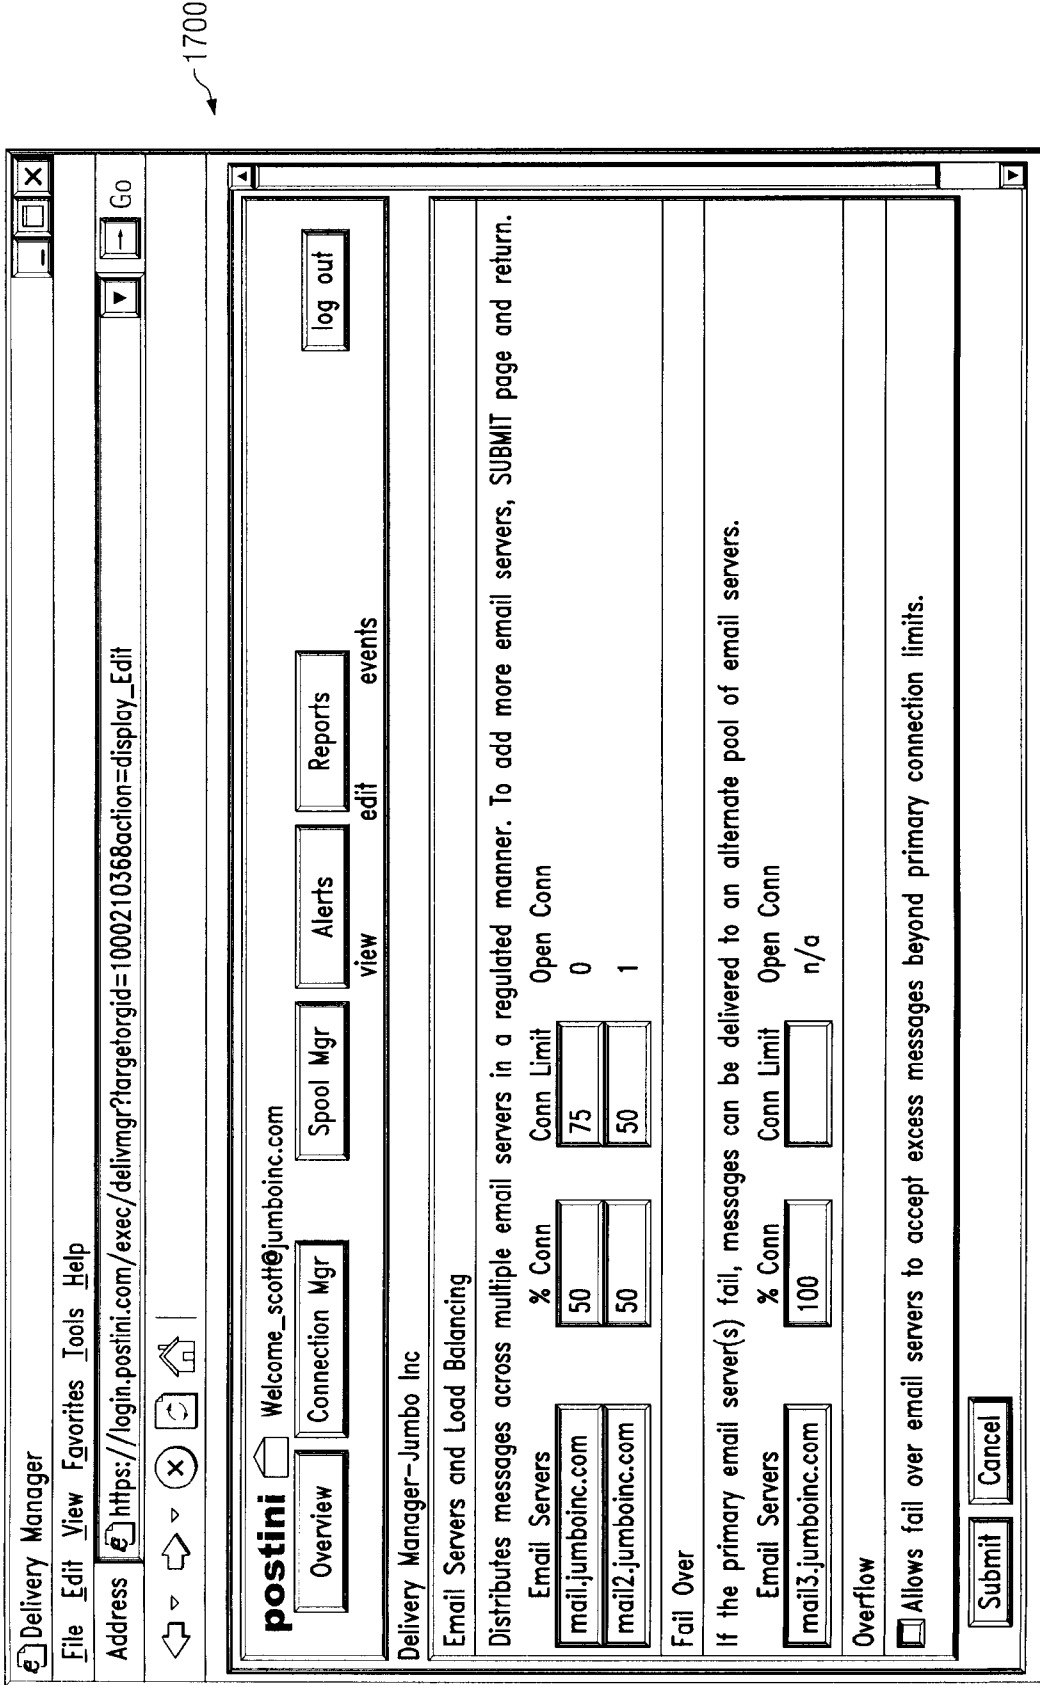 1700
Delivery Manager
File Edit View Favorites Tools Help
Address https://login.postini.com/exec/delivmgr?targetorgid=100021036&action=display_Edit Go
postini Welcome_scott@jumboinc.com
Overview Connection Mgr Spool Mgr Alerts Reports log out
view edit events
Delivery Manager-Jumbo Inc
Email Servers and Load Balancing
Distributes messages across multiple email servers in a regulated manner. To add more email servers, SUBMIT page and return.
Email Servers % Conn Conn Limit Open Conn
mail.jumboinc.com 50 75 0
mail2.jumboinc.com 50 50 1
Fail Over
If the primary email server(s) fail, messages can be delivered to an alternate pool of email servers.
Email Servers % Conn Conn Limit Open Conn
mail3.jumboinc.com 100 n/a
Overflow
Allows fail over email servers to accept excess messages beyond primary connection limits.
Submit Cancel